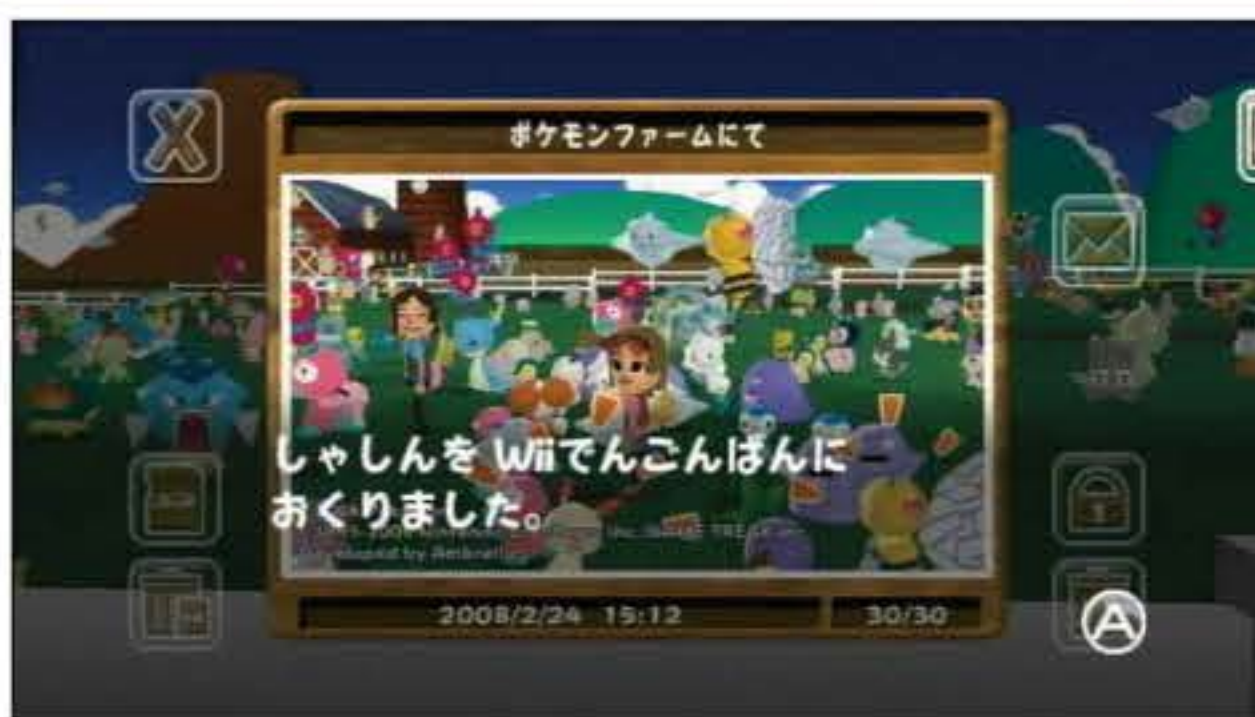 ポケモンファームにて
しゃしんを Wiiでんごんばんに
おくりました。
2008/2/24 15:12
30/30
A